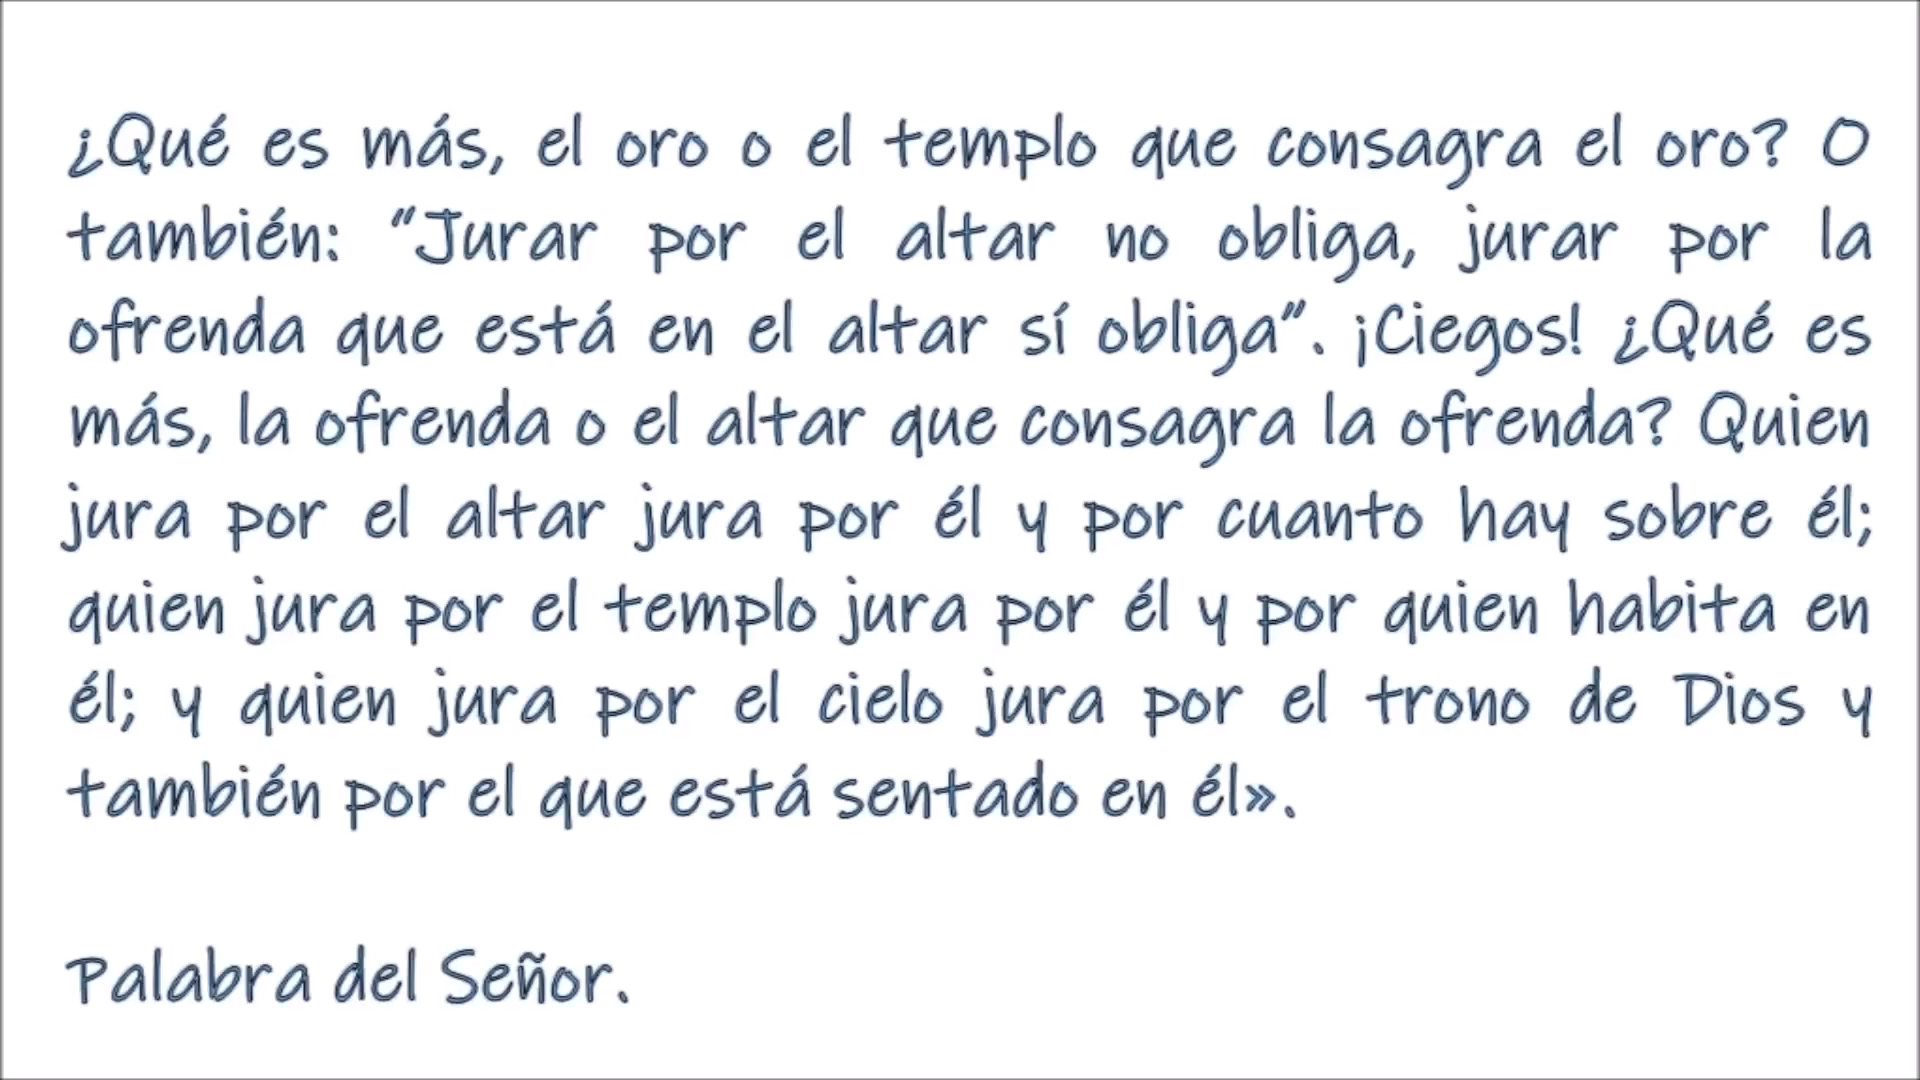 ¿Qué es más, el oro o el templo que consagra el oro? O
también: “Jurar por el altar no obliga, jurar por la
ofrenda que está en el altar sí obliga”. ¡Ciegos! ¿Qué es
más, la ofrenda o el altar que consagra la ofrenda? Quien
jura por el altar jura por él y por cuanto hay sobre él;
quien jura por el templo jura por él y por quien habita en
él; y quien jura por el cielo jura por el trono de Dios y
también por el que está sentado en él».
Palabra del Señor.